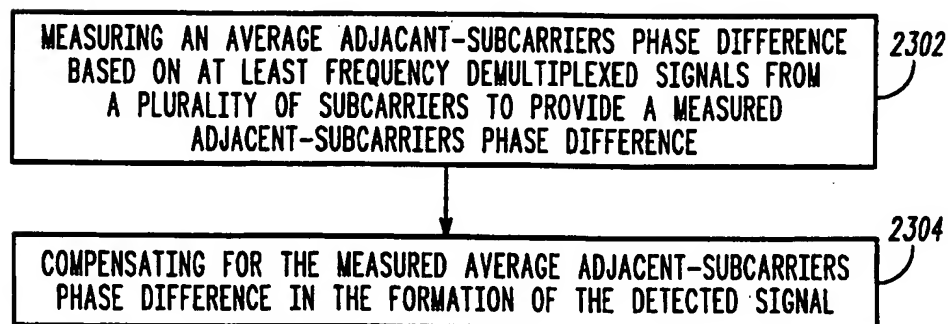 MEASURING AN AVERAGE ADJACANT-SUBCARRIERS PHASE DIFFERENCE
BASED ON AT LEAST FREQUENCY DEMULTIPLEXED SIGNALS FROM
A PLURALITY OF SUBCARRIERS TO PROVIDE A MEASURED
ADJACENT-SUBCARRIERS PHASE DIFFERENCE
2302
COMPENSATING FOR THE MEASURED AVERAGE ADJACENT-SUBCARRIERS
PHASE DIFFERENCE IN THE FORMATION OF THE DETECTED SIGNAL
2304